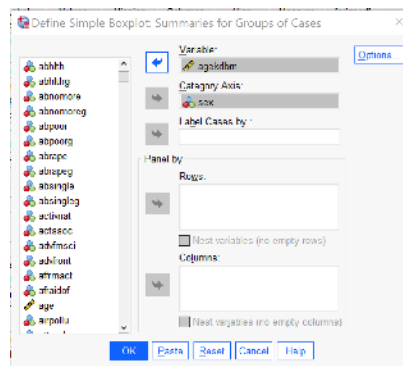 Define Simple Boxplot: Summaries for Groups of Cases
Variable:
agekdbrn
Options...
Category Axis:
sex
Label Cases by :
Panel by
Rows:
Nest variables (no empty rows)
Columns:
Nest variables (no empty columns)
abhlth
abnomore
abnomoreg
abpoor
abpoorg
abrape
abrapeg
absingle
absingleg
activnat
actssoc
advfmsci
advfront
affrmact
afraidof
age
airpollu
OK
Paste
Reset
Cancel
Help